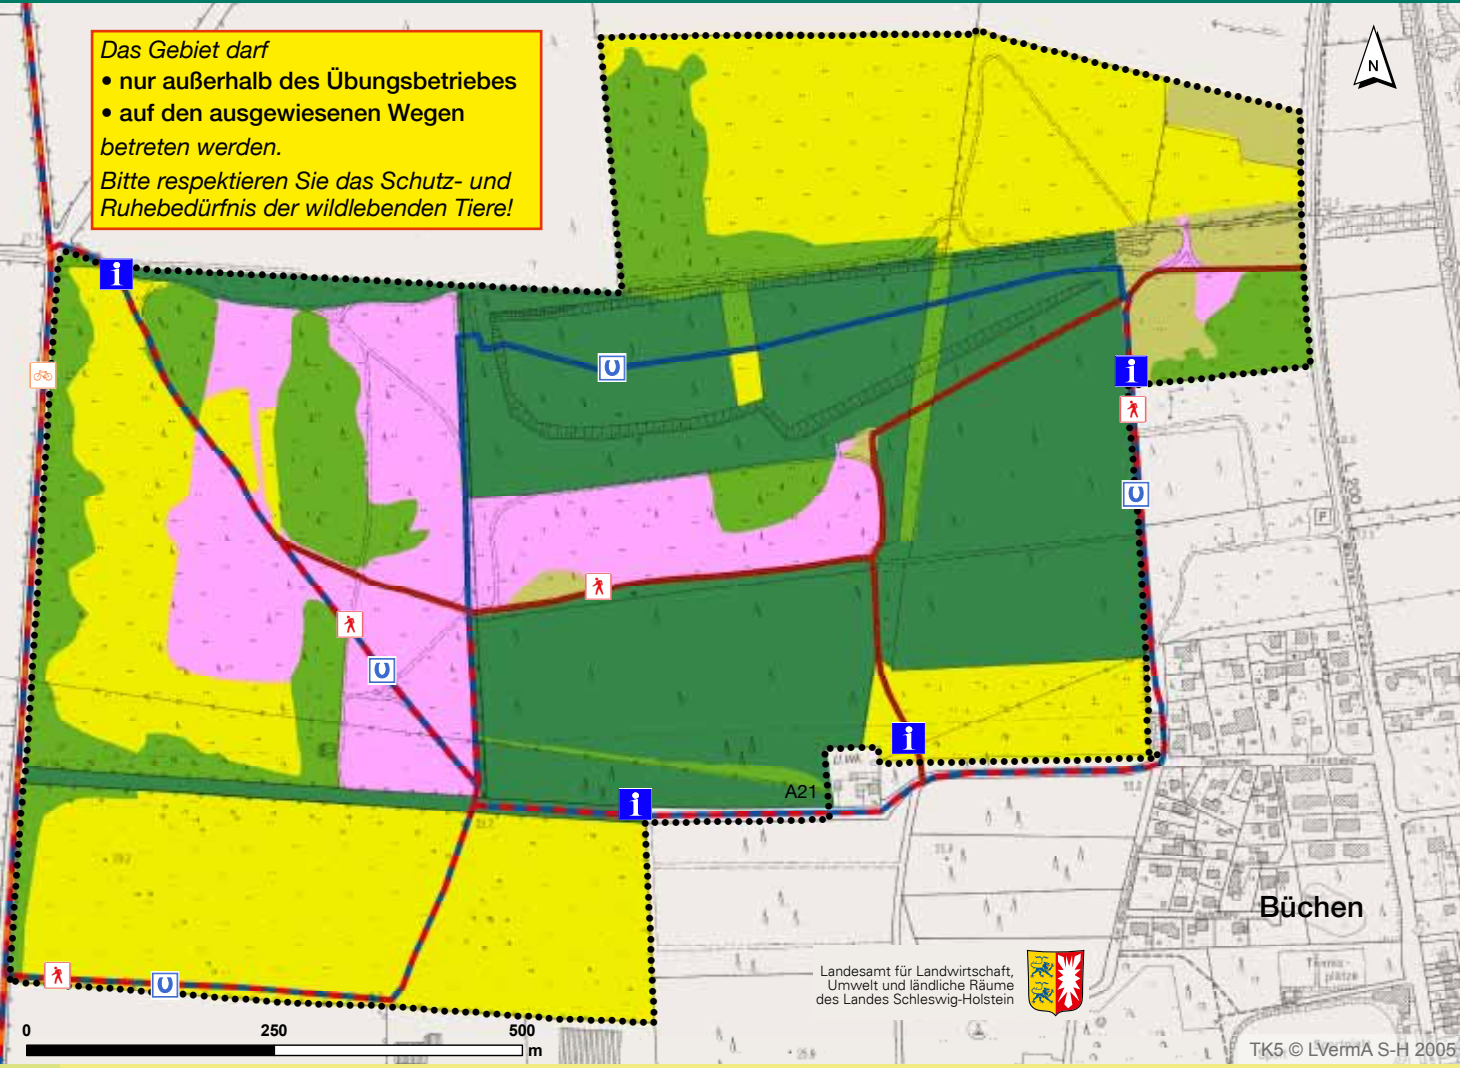 Das Gebiet darf
• nur außerhalb des Übungsbetriebes
• auf den ausgewiesenen Wegen
betreten werden.
Bitte respektieren Sie das Schutz- und
Ruhebedürfnis der wildlebenden Tiere!
N
i
i
P
i
i
A21
Büchen
Landesamt für Landwirtschaft,
Umwelt und ländliche Räume
des Landes Schleswig-Holstein
0 250 500
m
TK5 © LVermA S-H 2005